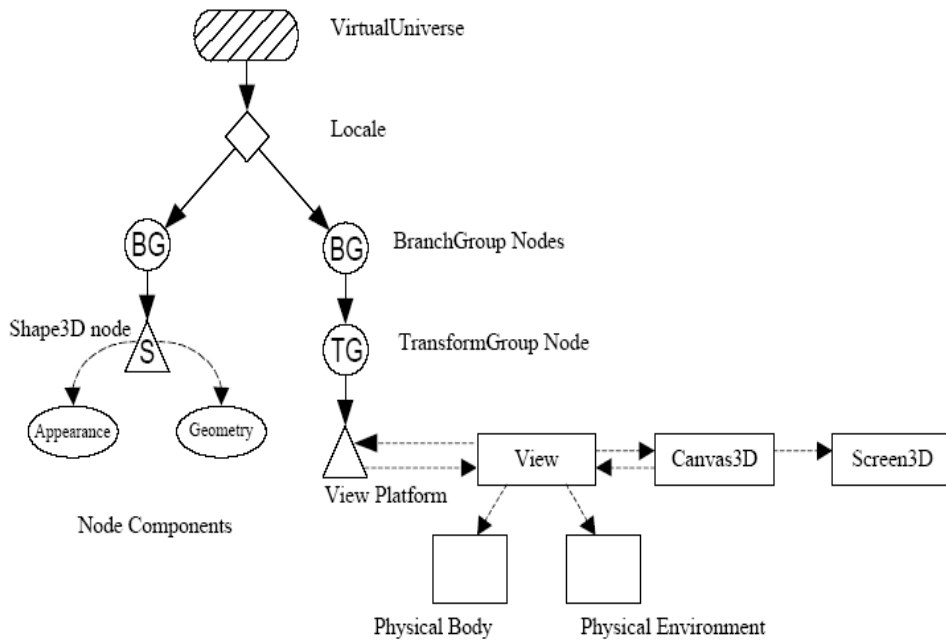 VirtualUniverse
Locale
BG
BG
BranchGroup Nodes
Shape3D node
S
TG
TransformGroup Node
Appearance
Geometry
View
Canvas3D
Screen3D
View Platform
Node Components
Physical Body
Physical Environment